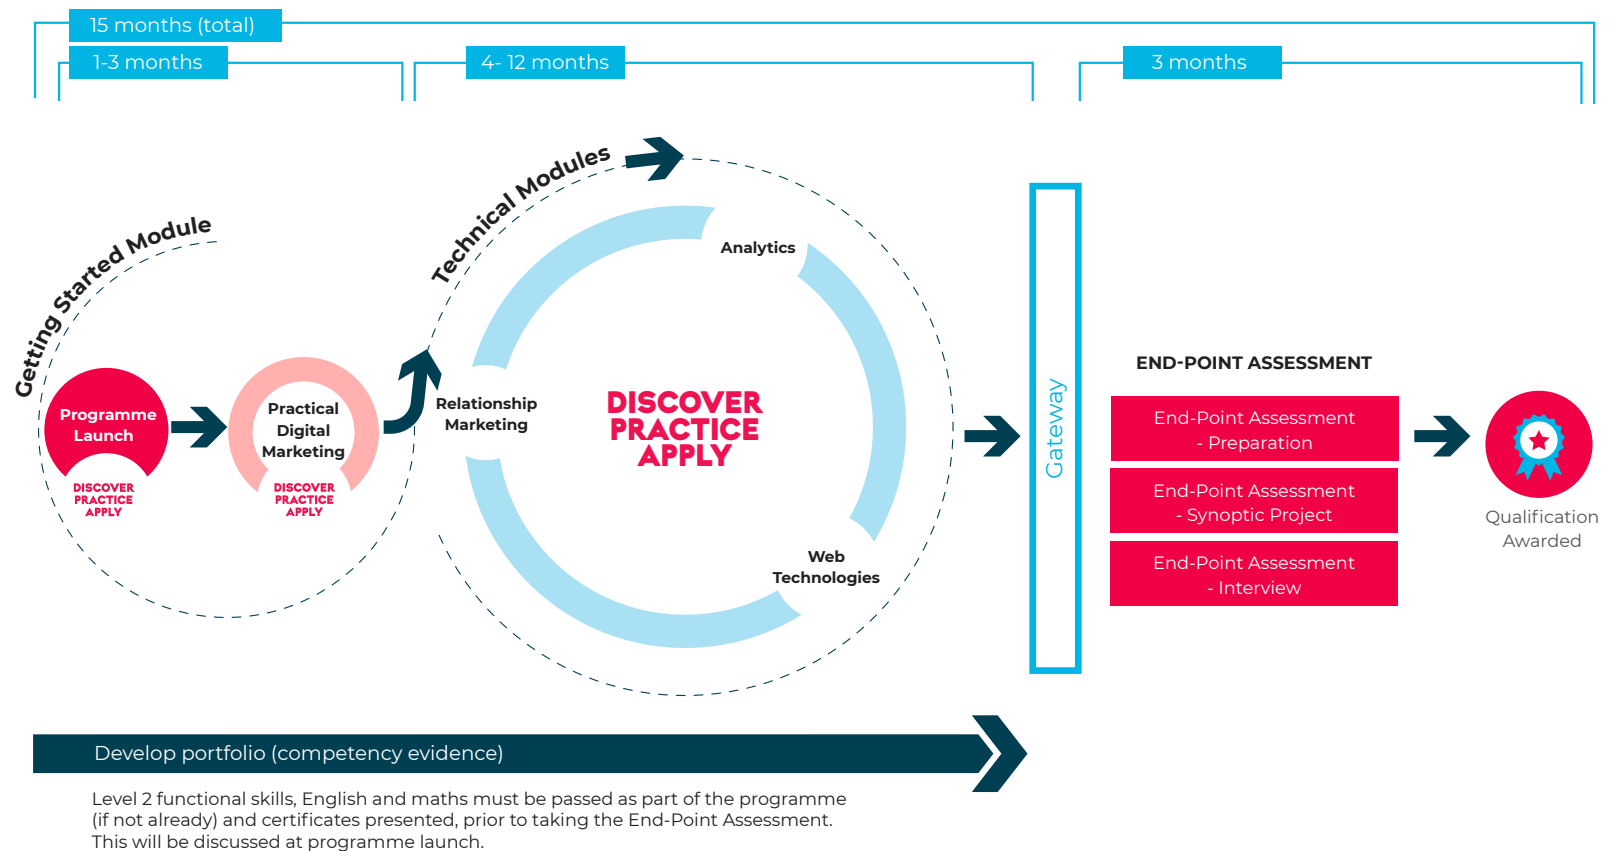 15 months (total)
1-3 months
4- 12 months
3 months
Getting Started Module
Programme
Launch
DISCOVER
PRACTICE
APPLY
Practical
Digital
Marketing
DISCOVER
PRACTICE
APPLY
Technical Modules
Relationship
Marketing
Analytics
Web
Technologies
DISCOVER
PRACTICE
APPLY
Gateway
END-POINT ASSESSMENT
End-Point Assessment
- Preparation
End-Point Assessment
- Synoptic Project
End-Point Assessment
- Interview
Qualification
Awarded
Develop portfolio (competency evidence)
Level 2 functional skills, English and maths must be passed as part of the programme
(if not already) and certificates presented, prior to taking the End-Point Assessment.
This will be discussed at programme launch.